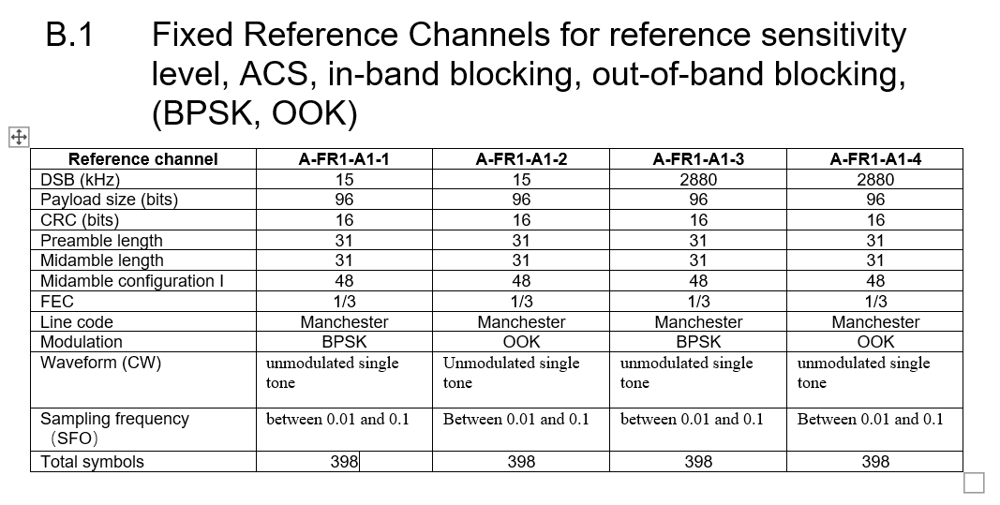 B.1 Fixed Reference Channels for reference sensitivity
level, ACS, in-band blocking, out-of-band blocking,
(BPSK, OOK)
Reference channel A-FR1-A1-1 A-FR1-A1-2 A-FR1-A1-3 A-FR1-A1-4
DSB (kHz) 15 15 2880 2880
Payload size (bits) 96 96 96 96
CRC (bits) 16 16 16 16
Preamble length 31 31 31 31
Midamble length 31 31 31 31
Midamble configuration I 48 48 48 48
FEC 1/3 1/3 1/3 1/3
Line code Manchester Manchester Manchester Manchester
Modulation BPSK OOK BPSK OOK
Waveform (CW) unmodulated single Unmodulated single unmodulated single unmodulated single
tone tone tone tone
Sampling frequency between 0.01 and 0.1 Between 0.01 and 0.1 between 0.01 and 0.1 Between 0.01 and 0.1
（SFO）
Total symbols 398 398 398 398